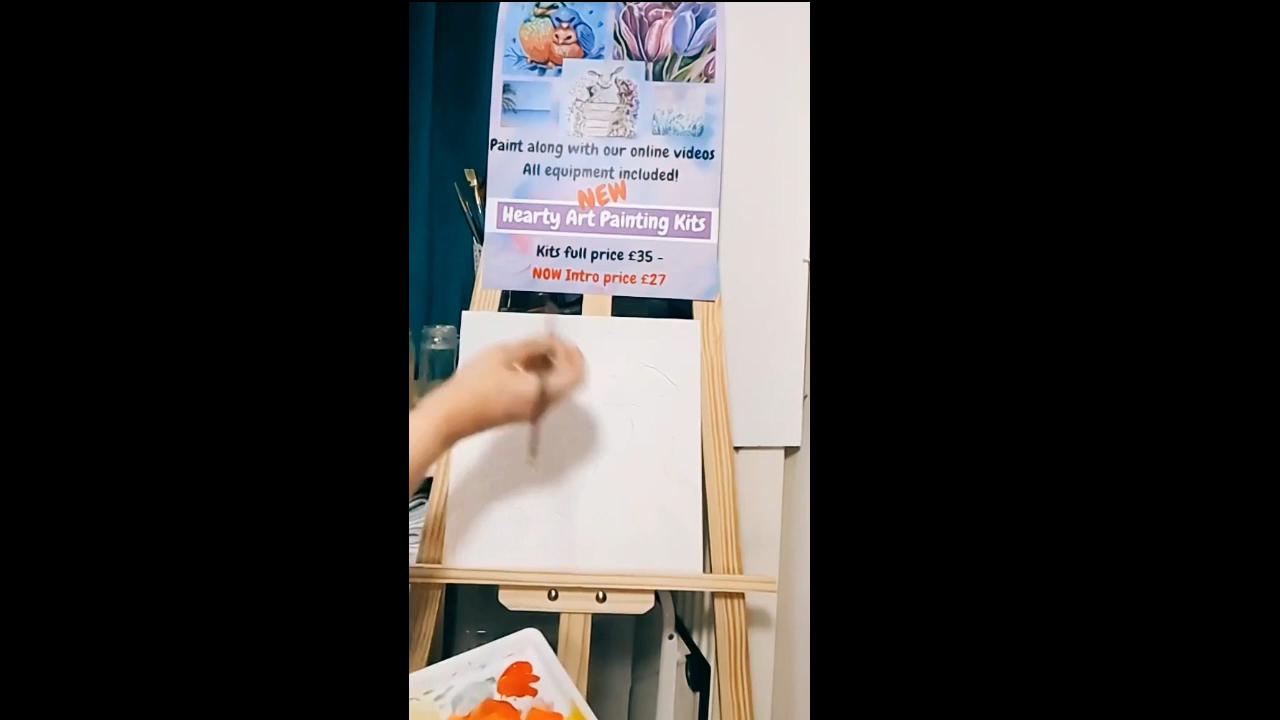 Paint along with our online videos
All equipment included!
NEW
Hearty Art Painting Kits
Kits full price £35 -
NOW Intro price £27